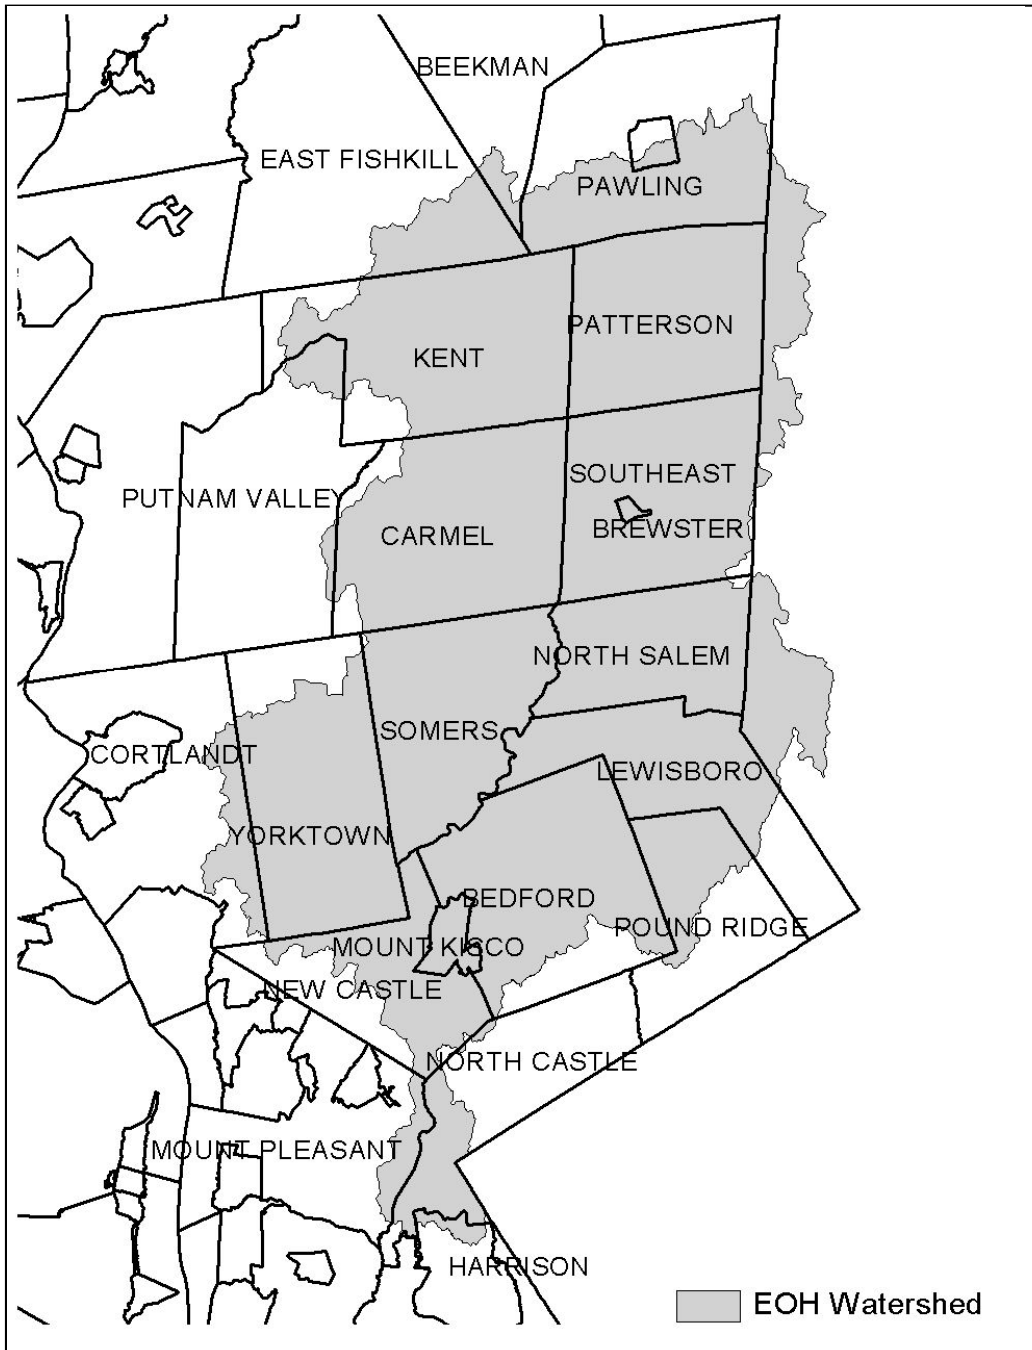 BEEKMAN
EAST FISHKILL
PAWLING
PATTERSON
KENT
SOUTHEAST
PUTNAM VALLEY
BREWSTER
CARMEL
NORTH SALEM
SOMERS
CORTLANDT
LEWISBORO
YORKTOWN
BEDFORD
POUND RIDGE
MOUNT KISCO
NEW CASTLE
NORTH CASTLE
MOUNT PLEASANT
HARRISON
EOH Watershed